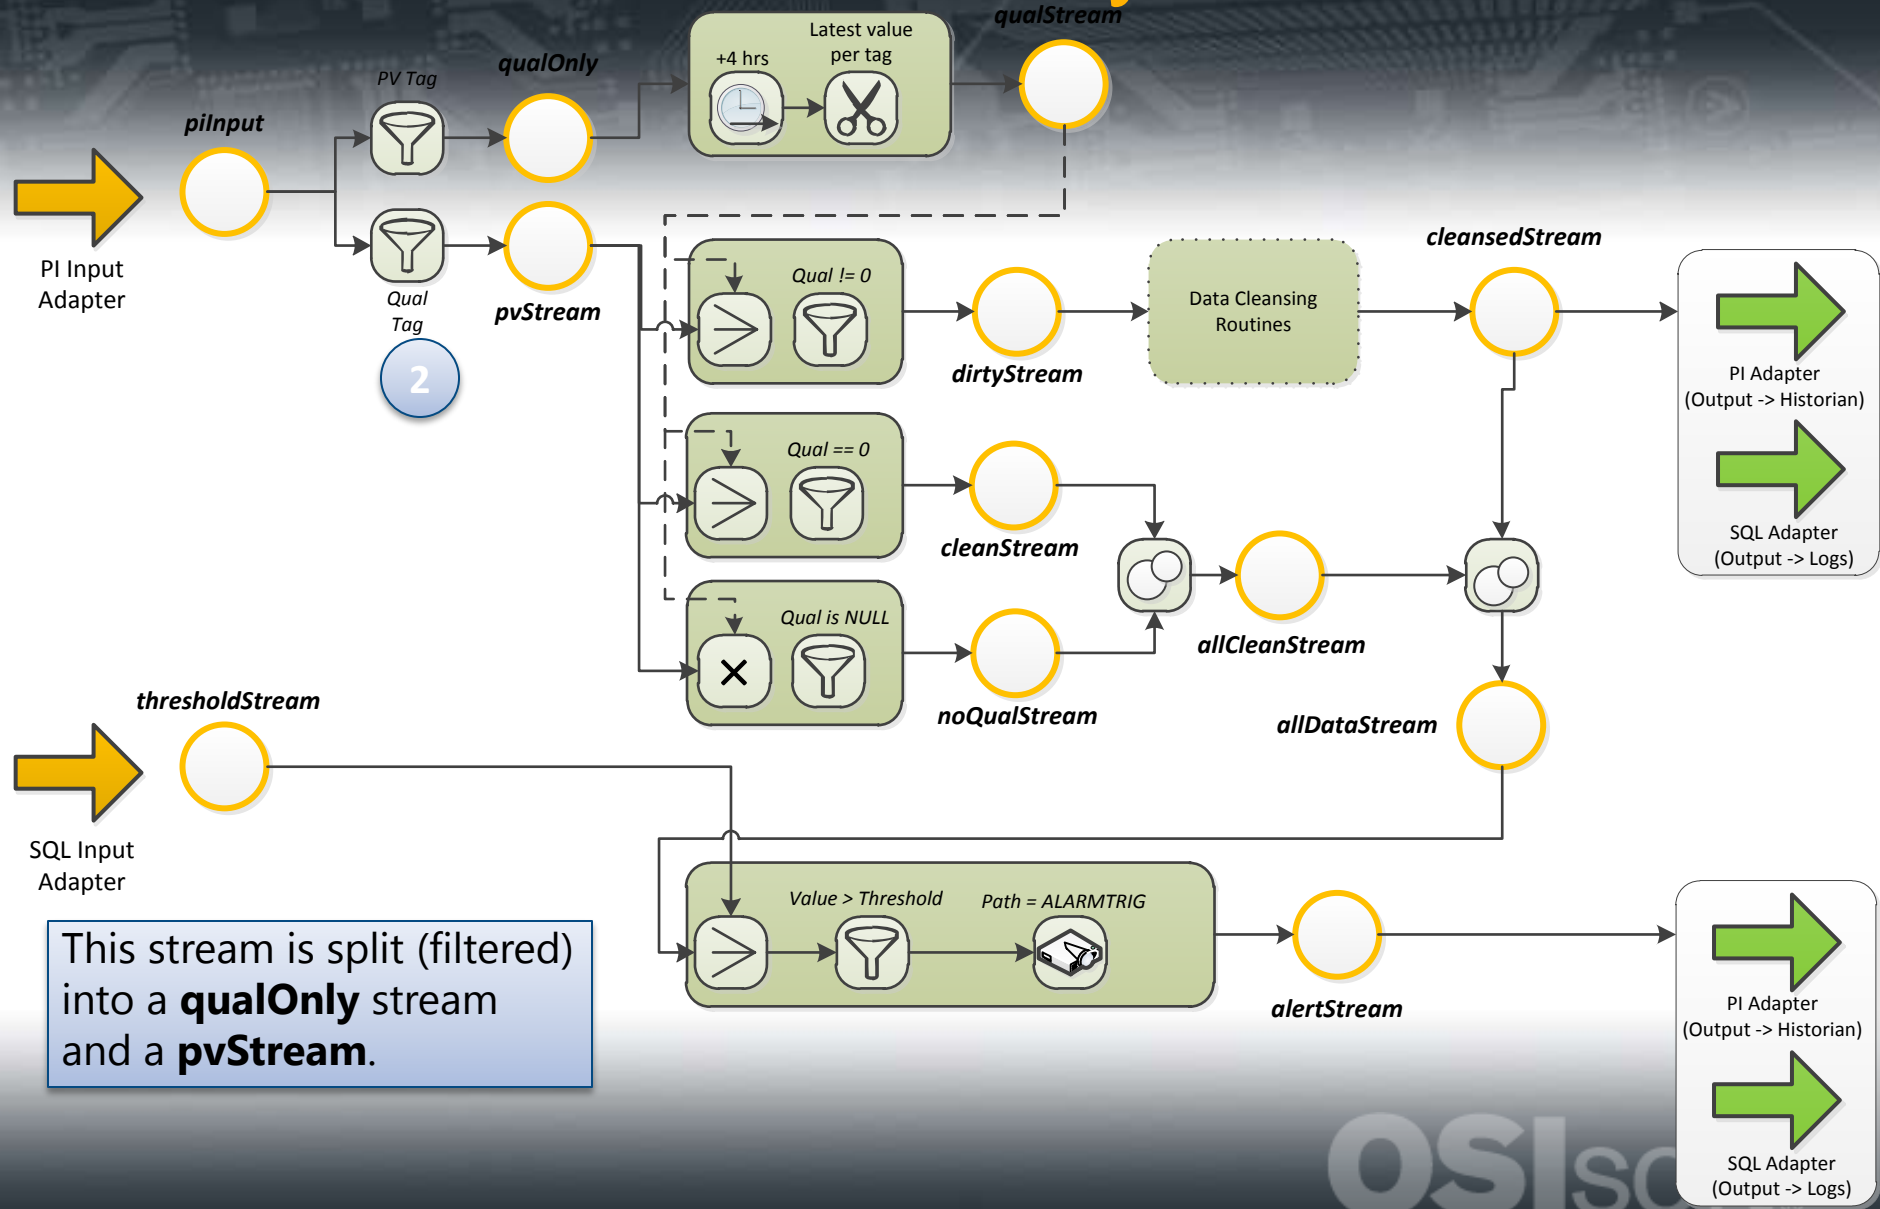 qualStream
Latest value
per tag
+4 hrs
PV Tag
qualOnly
piInput
PI Input
Adapter
Qual
Tag
2
pvStream
Qual != 0
dirtyStream
Data Cleansing
Routines
cleansedStream
PI Adapter
(Output -> Historian)
SQL Adapter
(Output -> Logs)
Qual == 0
cleanStream
allCleanStream
Qual is NULL
noQualStream
allDataStream
thresholdStream
SQL Input
Adapter
Value > Threshold
Path = ALARMTRIG
alertStream
PI Adapter
(Output -> Historian)
SQL Adapter
(Output -> Logs)
This stream is split (filtered)
into a qualOnly stream
and a pvStream.